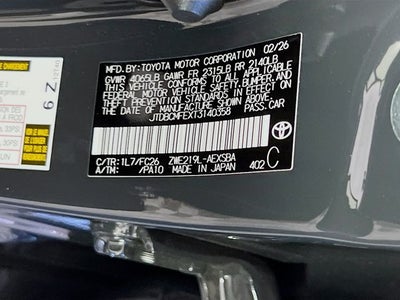 MFD.BY:TOYOTA MOTOR CORPORATION 02/26
GVWR 4065LB GAWR FR 2315LB RR 2140LB
THIS VEHICLE CONFORMS TO ALL APPLICABLE
FEDERAL MOTOR VEHICLE SAFETY, BUMPER, AND
THEFT PREVENTION STANDARDS IN EFFECT ON
THE DATE OF MANUFACTURE SHOWN ABOVE.
JTDBCMFEXT3140358 PASS.CAR
C/TR:1L7/FC26 ZWE219L-AEXSBA
A/TM: /PA10 MADE IN JAPAN 402 C
6Z